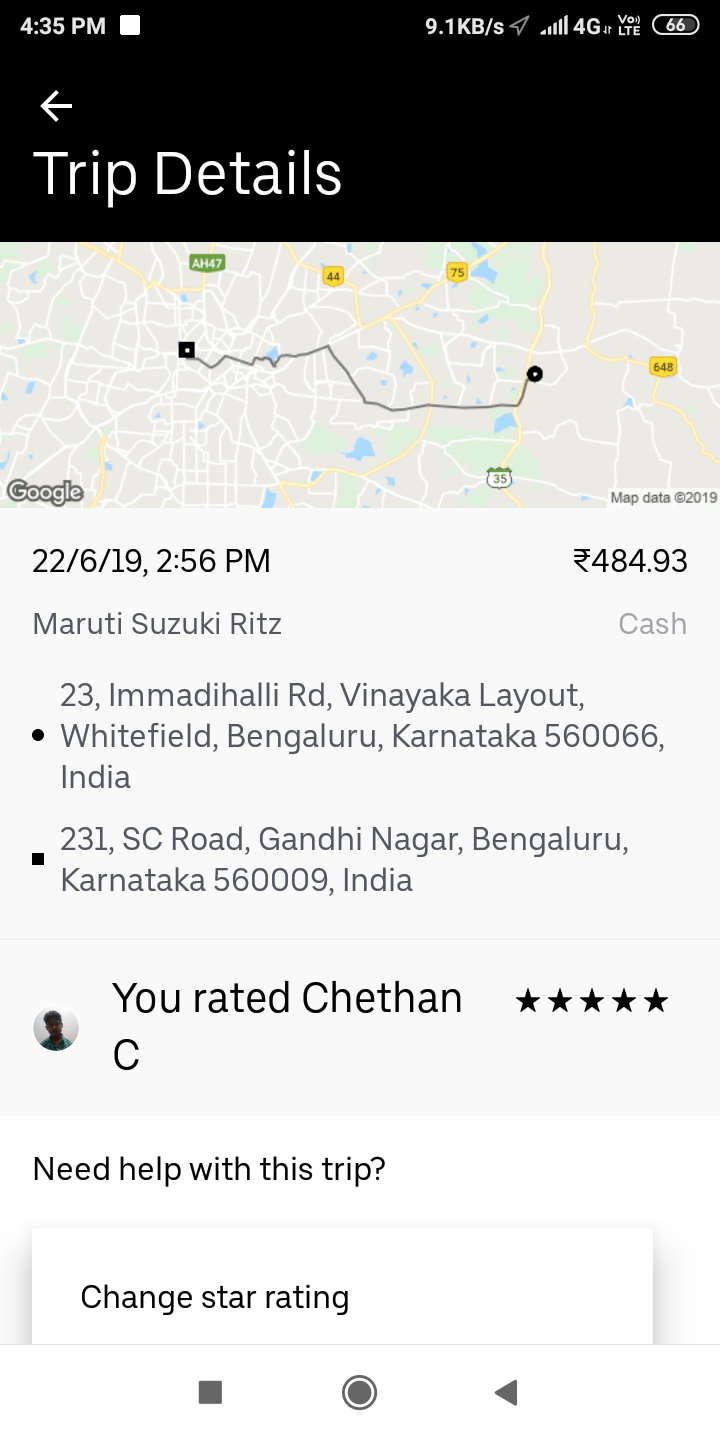 4:35 PM 9.1KB/s 4G Vo) LTE 66
Trip Details
AH47
44
75
648
35
Google
Map data ©2019
22/6/19, 2:56 PM ₹484.93
Maruti Suzuki Ritz Cash
23, Immadihalli Rd, Vinayaka Layout,
Whitefield, Bengaluru, Karnataka 560066,
India
231, SC Road, Gandhi Nagar, Bengaluru,
Karnataka 560009, India
You rated Chethan ★★★★★
C
Need help with this trip?
Change star rating